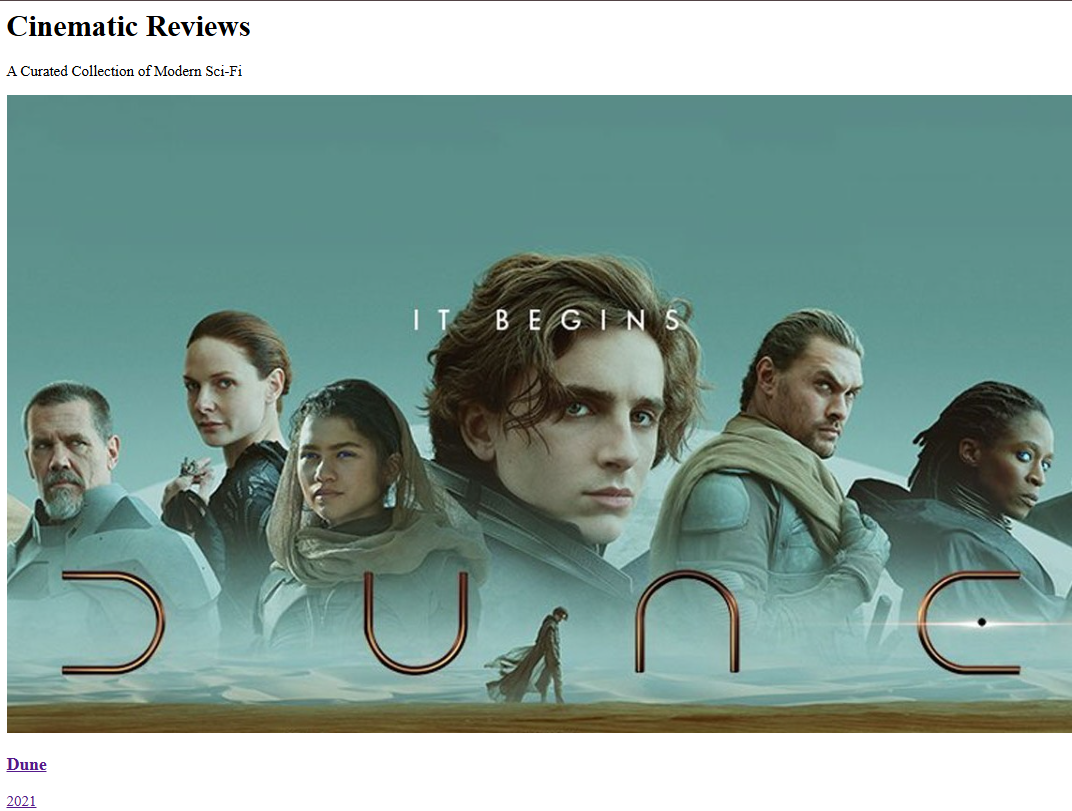 Cinematic Reviews
A Curated Collection of Modern Sci-Fi
IT BEGINS
DUNE
Dune
2021